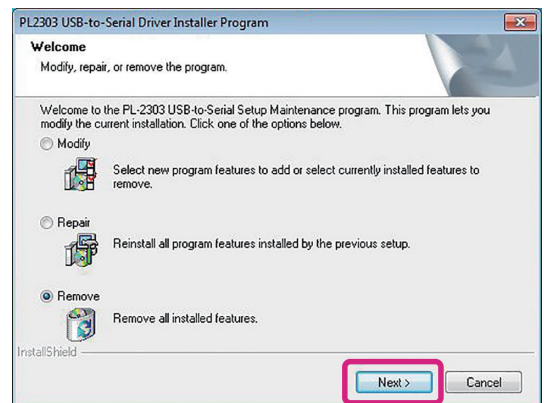 PL2303 USB-to-Serial Driver Installer Program
Welcome
Modify, repair, or remove the program.
Welcome to the PL-2303 USB-to-Serial Setup Maintenance program. This program lets you
modify the current installation. Click one of the options below.
Modify
Select new program features to add or select currently installed features to
remove.
Repair
Reinstall all program features installed by the previous setup.
Remove
Remove all installed features.
InstallShield
Next >
Cancel